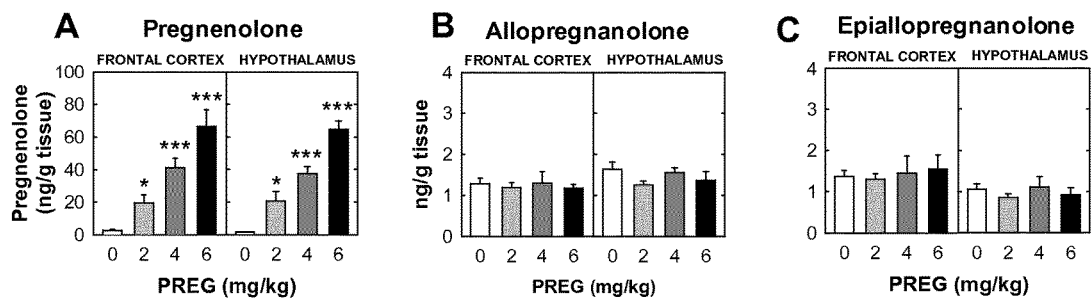 A Pregnenolone
FRONTAL CORTEX HYPOTHALAMUS
Pregnenolone
(ng/g tissue)
100
80
60
40
20
0
* *** *** * *** ***
0 2 4 6 0 2 4 6
PREG (mg/kg)
B Allopregnanolone
FRONTAL CORTEX HYPOTHALAMUS
ng/g tissue
4
3
2
1
0
0 2 4 6 0 2 4 6
PREG (mg/kg)
C Epiallopregnanolone
FRONTAL CORTEX HYPOTHALAMUS
4
3
2
1
0
0 2 4 6 0 2 4 6
PREG (mg/kg)